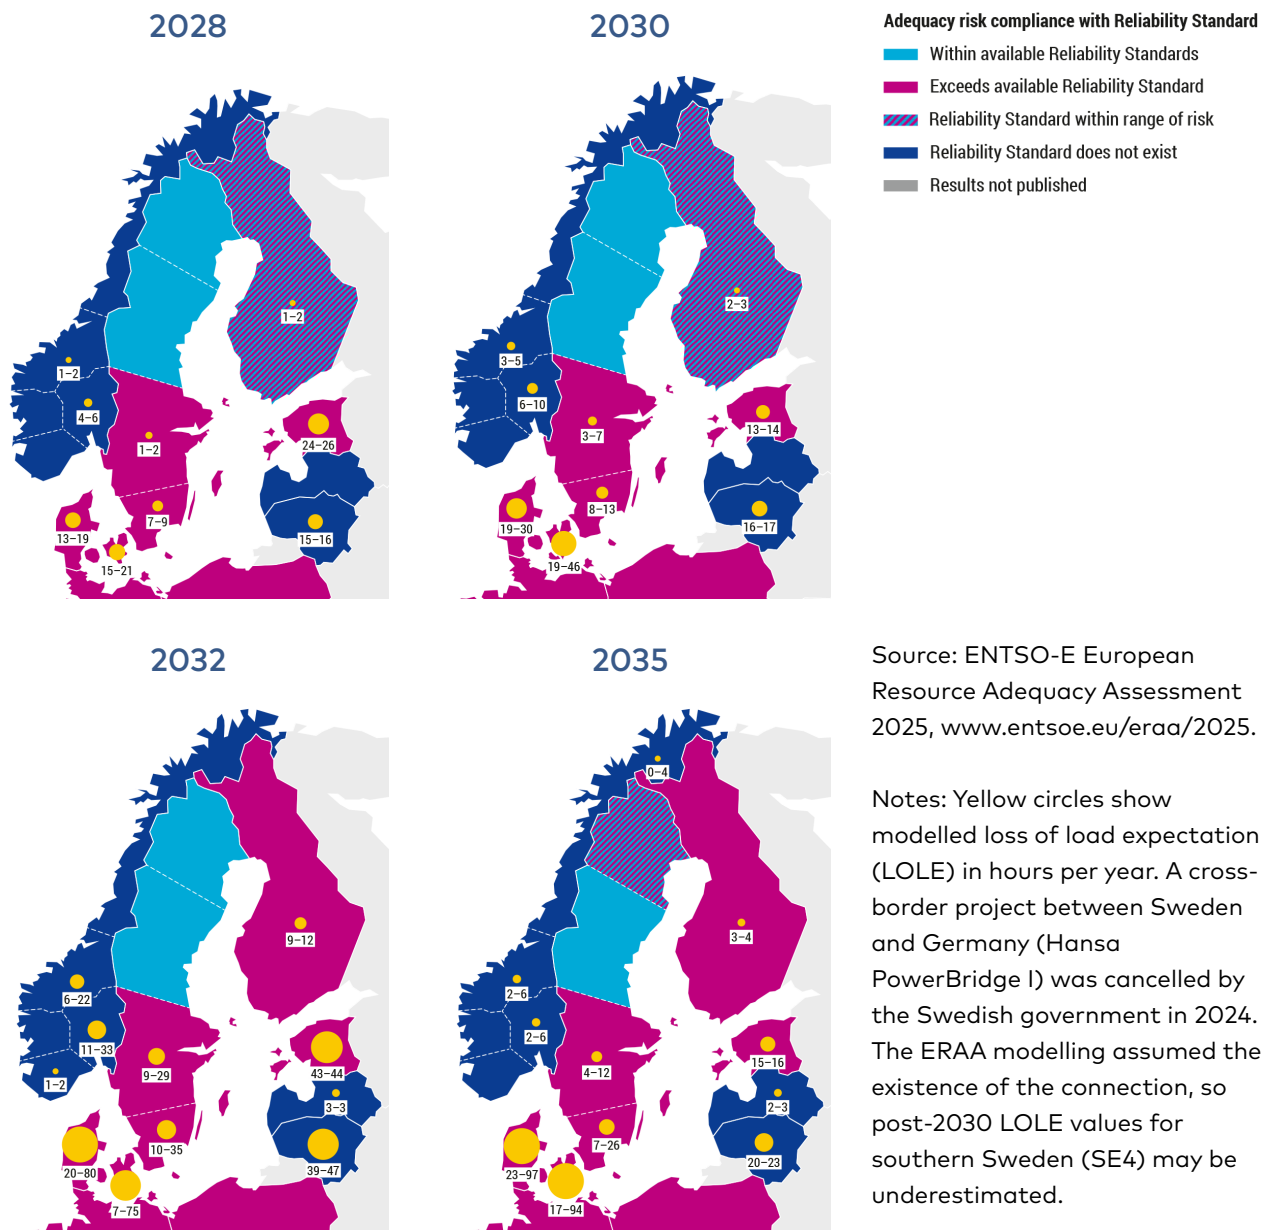 2028
2030
Adequacy risk compliance with Reliability Standard
Within available Reliability Standards
Exceeds available Reliability Standard
Reliability Standard within range of risk
Reliability Standard does not exist
Results not published
1–2
1–2
4–6
1–2
24–26
7–9
13–19
15–16
15–21
2–3
3–5
6–10
3–7
13–14
8–13
19–30
16–17
19–46
2032
2035
Source: ENTSO-E European
Resource Adequacy Assessment
2025, www.entsoe.eu/eraa/2025.
Notes: Yellow circles show
modelled loss of load expectation
(LOLE) in hours per year. A cross-
border project between Sweden
and Germany (Hansa
PowerBridge I) was cancelled by
the Swedish government in 2024.
The ERAA modelling assumed the
existence of the connection, so
post-2030 LOLE values for
southern Sweden (SE4) may be
underestimated.
9–12
6–22
11–33
9–29
1–2
43–44
3–3
10–35
20–80
39–47
7–75
0–4
3–4
2–6
2–6
4–12
15–16
2–3
7–26
23–97
20–23
17–94